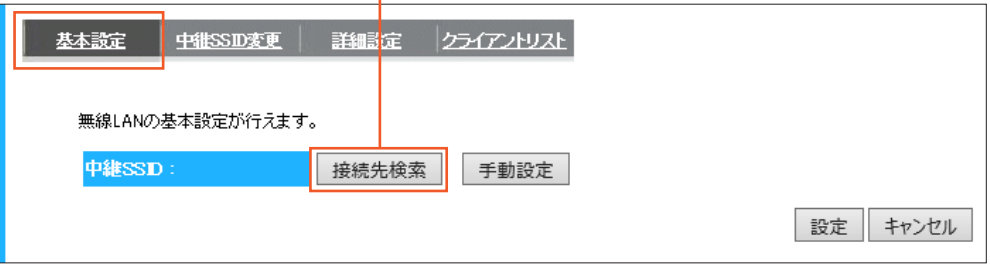 基本設定 中継SSID変更 詳細設定 クライアントリスト
無線LANの基本設定が行えます。
中継SSID： 接続先検索 手動設定
設定 キャンセル